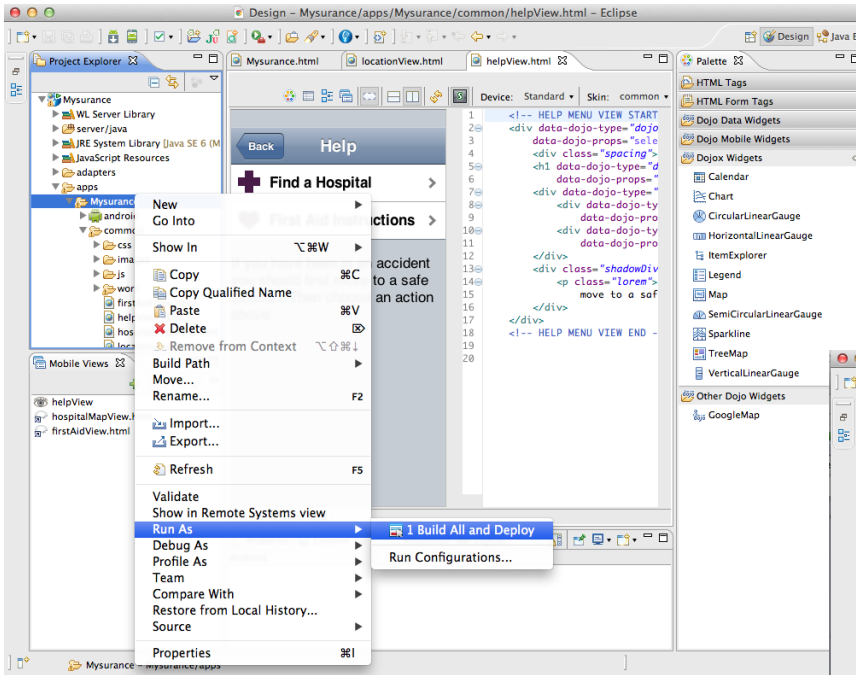 Design – Mysurance/apps/Mysurance/common/helpView.html – Eclipse
Design
Java E
Project Explorer
Mysurance
WL Server Library
server/java
JRE System Library [Java SE 6 (M
JavaScript Resources
adapters
apps
Mysuranc
androi
commo
css
ima
js
wor
first
help
hos
loca
Mobile Views
helpView
hospitalMapView.h
firstAidView.html
New
Go Into
Show In ⌥⌘W
Copy ⌘C
Copy Qualified Name
Paste ⌘V
Delete ⌦
Remove from Context ⌥⇧⌘↓
Build Path
Move...
Rename... F2
Import...
Export...
Refresh F5
Validate
Show in Remote Systems view
Run As
Debug As
Profile As
Team
Compare With
Restore from Local History...
Source
Properties ⌘I
1 Build All and Deploy
Run Configurations...
Mysurance.html
locationView.html
helpView.html
Device: Standard
Skin: common
Back
Help
Find a Hospital
First Aid Instructions
accident
to a safe
an action
1 <!-- HELP MENU VIEW START
2 <div data-dojo-type="dojo
3 data-dojo-props="sele
4 <div class="spacing">
5 <h1 data-dojo-type="d
6 data-dojo-props="
7 <div data-dojo-type="
8 <div data-dojo-ty
9 data-dojo-pro
10 <div data-dojo-ty
11 data-dojo-pro
12 </div>
13 <div class="shadowDiv
14 <p class="lorem">
15 move to a saf
16 </div>
17 </div>
18 <!-- HELP MENU VIEW END -
19
20
Palette
HTML Tags
HTML Form Tags
Dojo Data Widgets
Dojo Mobile Widgets
Dojox Widgets
Calendar
Chart
CircularLinearGauge
HorizontalLinearGauge
ItemExplorer
Legend
Map
SemiCircularLinearGauge
Sparkline
TreeMap
VerticalLinearGauge
Other Dojo Widgets
GoogleMap
Mysurance – Mysurance/apps